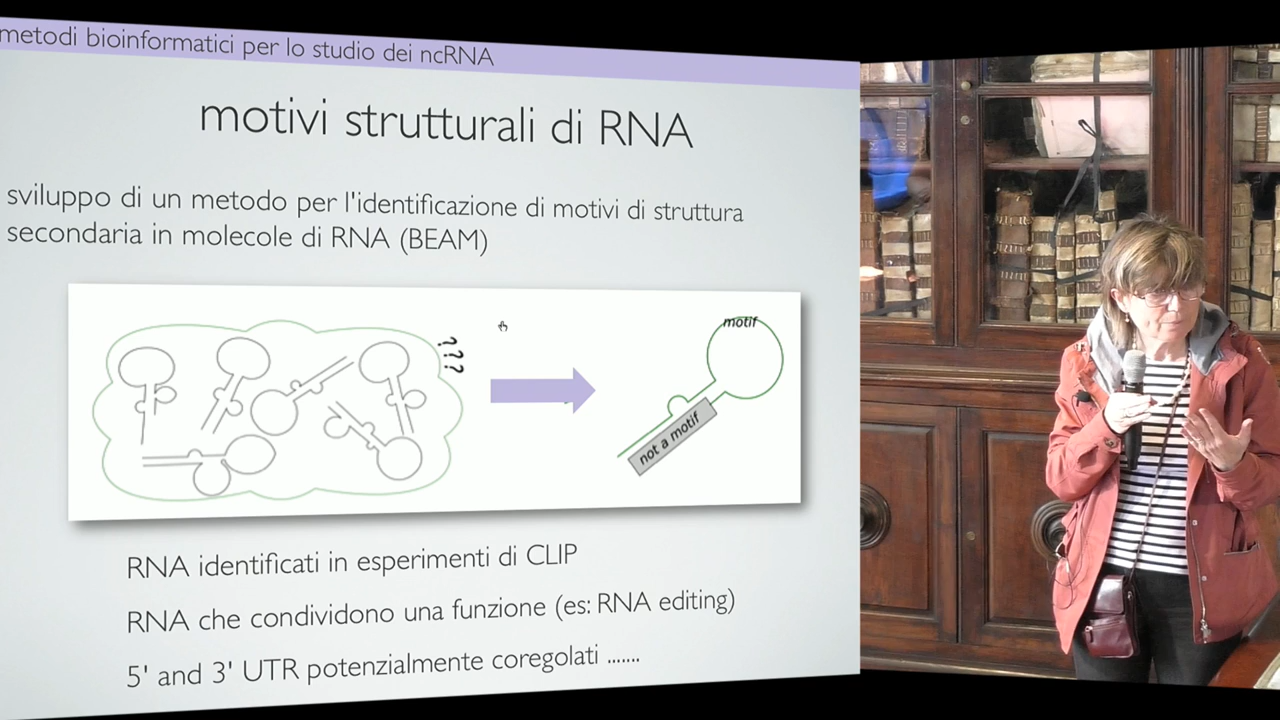 metodi bioinformatici per lo studio dei ncRNA
motivi strutturali di RNA
sviluppo di un metodo per l'identificazione di motivi di struttura
secondaria in molecole di RNA (BEAM)
???
motif
not a motif
RNA identificati in esperimenti di CLIP
RNA che condividono una funzione (es: RNA editing)
5' and 3' UTR potenzialmente coregolati .......